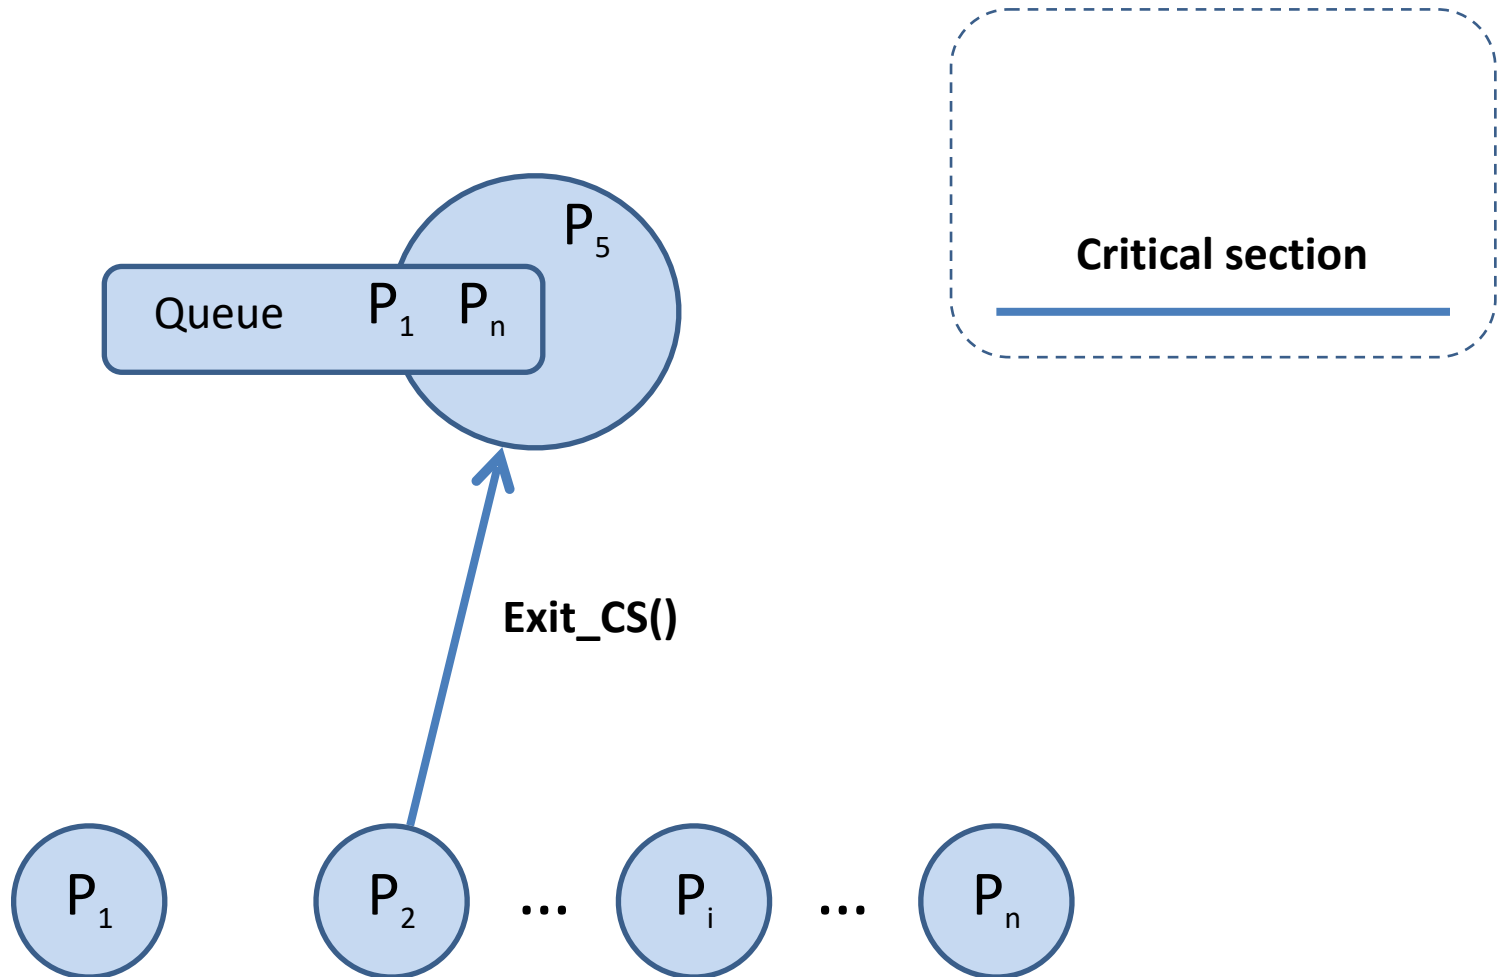 P5
Queue P1 Pn
Critical section
Exit_CS()
P1 P2 ... Pi ... Pn